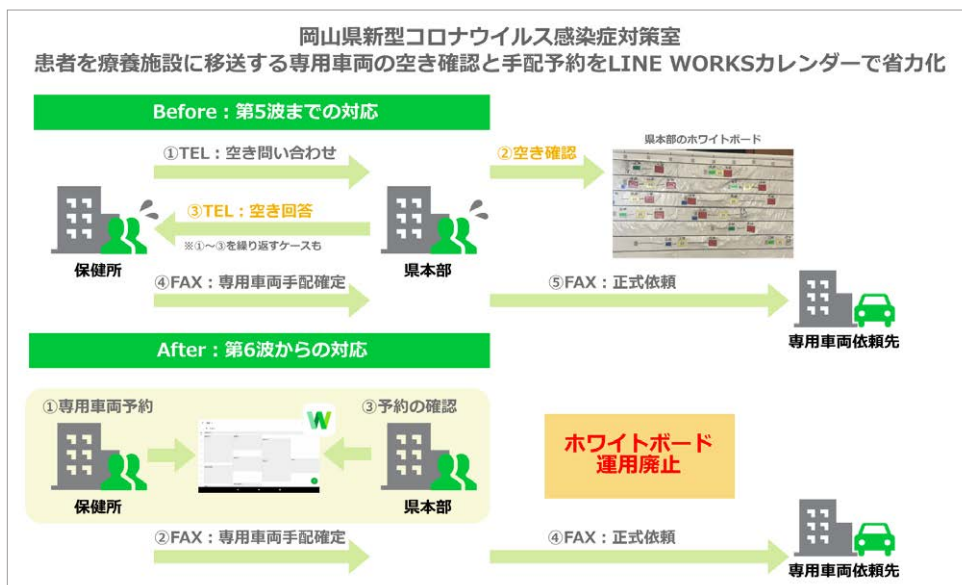 岡山県新型コロナウイルス感染症対策室
患者を療養施設に移送する専用車両の空き確認と手配予約をLINE WORKSカレンダーで省力化
Before：第5波までの対応
①TEL：空き問い合わせ
②空き確認
県本部のホワイトボード
③TEL：空き回答
※①～③を繰り返すケースも
保健所
県本部
④FAX：専用車両手配確定
⑤FAX：正式依頼
専用車両依頼先
After：第6波からの対応
①専用車両予約
③予約の確認
W
ホワイトボード
運用廃止
保健所
県本部
②FAX：専用車両手配確定
④FAX：正式依頼
専用車両依頼先